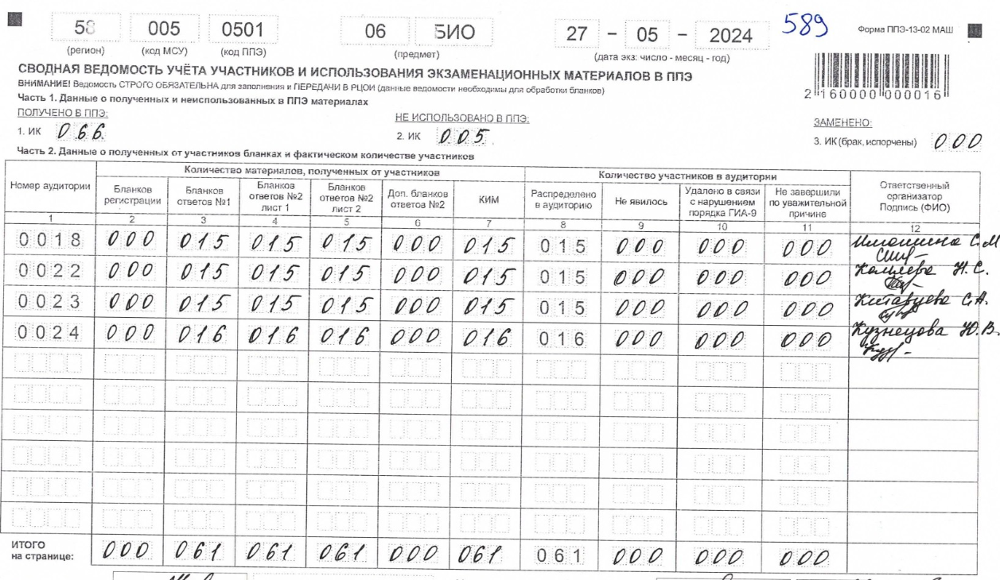 58 005 0501 06 БИО 27 – 05 – 2024 589 Форма ППЭ-13-02 МАШ
(регион) (код МСУ) (код ППЭ) (предмет) (дата экз: число - месяц - год)
СВОДНАЯ ВЕДОМОСТЬ УЧЁТА УЧАСТНИКОВ И ИСПОЛЬЗОВАНИЯ ЭКЗАМЕНАЦИОННЫХ МАТЕРИАЛОВ В ППЭ
ВНИМАНИЕ! Ведомость СТРОГО ОБЯЗАТЕЛЬНА для заполнения и ПЕРЕДАЧИ В РЦОИ (данные ведомости необходимы для обработки бланков)
2 160000 000016
Часть 1. Данные о полученных и неиспользованных в ППЭ материалах
ПОЛУЧЕНО В ППЭ: НЕ ИСПОЛЬЗОВАНО В ППЭ: ЗАМЕНЕНО:
1. ИК 066 2. ИК 005 3. ИК (брак, испорчены) 000
Часть 2. Данные о полученных от участников бланках и фактическом количестве участников
Номер аудитории
Количество материалов, полученных от участников
Количество участников в аудитории
Ответственный
организатор
Подпись (ФИО)
Бланков
регистрации
Бланков
ответов №1
Бланков
ответов №2
лист 1
Бланков
ответов №2
лист 2
Доп. бланков
ответов №2
КИМ
Распределено
в аудиторию
Не явилось
Удалено в связи
с нарушением
порядка ГИА-9
Не завершили
по уважительной
причине
1 2 3 4 5 6 7 8 9 10 11 12
0018 000 015 015 015 000 015 015 000 000 000 С.М
0022 000 015 015 015 000 015 015 000 000 000 Н.С.
0023 000 015 015 015 000 015 015 000 000 000 С.А.
0024 000 016 016 016 000 016 016 000 000 000 Кузнецова Ю.В.
ИТОГО
на странице: 000 061 061 061 000 061 061 000 000 000